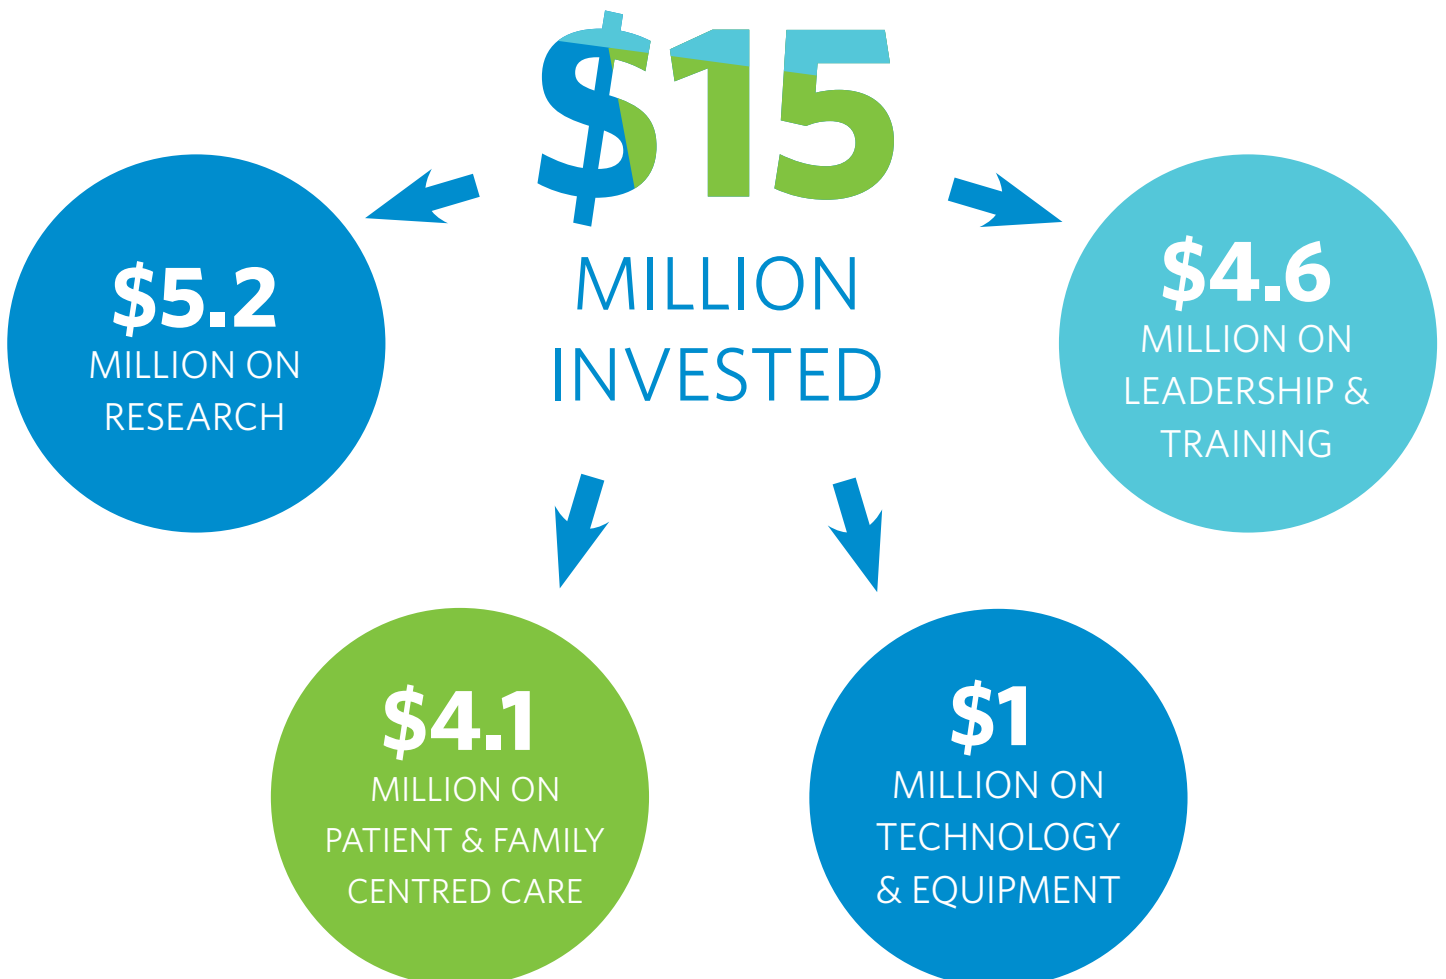 $15
MILLION
INVESTED
$5.2
MILLION ON
RESEARCH
$4.6
MILLION ON
LEADERSHIP &
TRAINING
$4.1
MILLION ON
PATIENT & FAMILY
CENTRED CARE
$1
MILLION ON
TECHNOLOGY
& EQUIPMENT